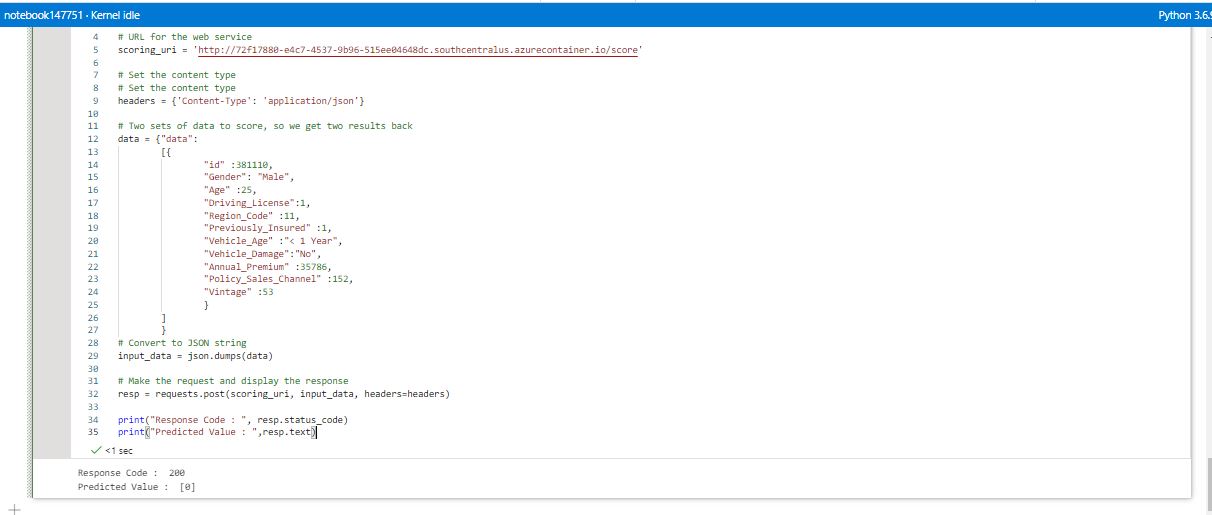 notebook147751 · Kernel idle
Python 3.6.9
4 # URL for the web service
5 scoring_uri = 'http://72f17880-e4c7-4537-9b96-515ee04648dc.southcentralus.azurecontainer.io/score'
6
7 # Set the content type
8 # Set the content type
9 headers = {'Content-Type': 'application/json'}
10
11 # Two sets of data to score, so we get two results back
12 data = {"data":
13 [{
14 "id" :381110,
15 "Gender": "Male",
16 "Age" :25,
17 "Driving_License":1,
18 "Region_Code" :11,
19 "Previously_Insured" :1,
20 "Vehicle_Age" :"< 1 Year",
21 "Vehicle_Damage":"No",
22 "Annual_Premium" :35786,
23 "Policy_Sales_Channel" :152,
24 "Vintage" :53
25 }
26 ]
27 }
28 # Convert to JSON string
29 input_data = json.dumps(data)
30
31 # Make the request and display the response
32 resp = requests.post(scoring_uri, input_data, headers=headers)
33
34 print("Response Code : ", resp.status_code)
35 print("Predicted Value : ",resp.text)
<1 sec
Response Code :  200
Predicted Value :  [0]